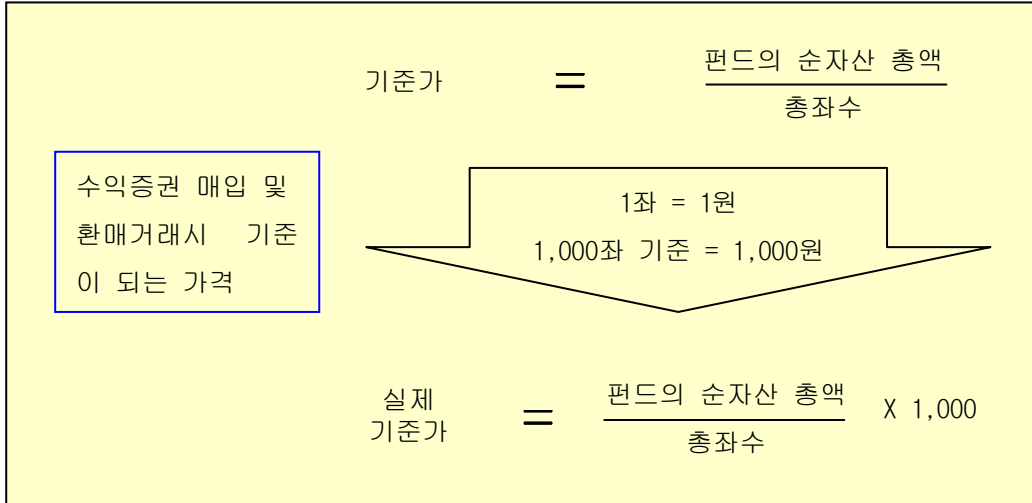 기준가 = 펀드의 순자산 총액
총좌수
수익증권 매입 및
환매거래시 기준
이 되는 가격
1좌 = 1원
1,000좌 기준 = 1,000원
실제
기준가 = 펀드의 순자산 총액 X 1,000
총좌수